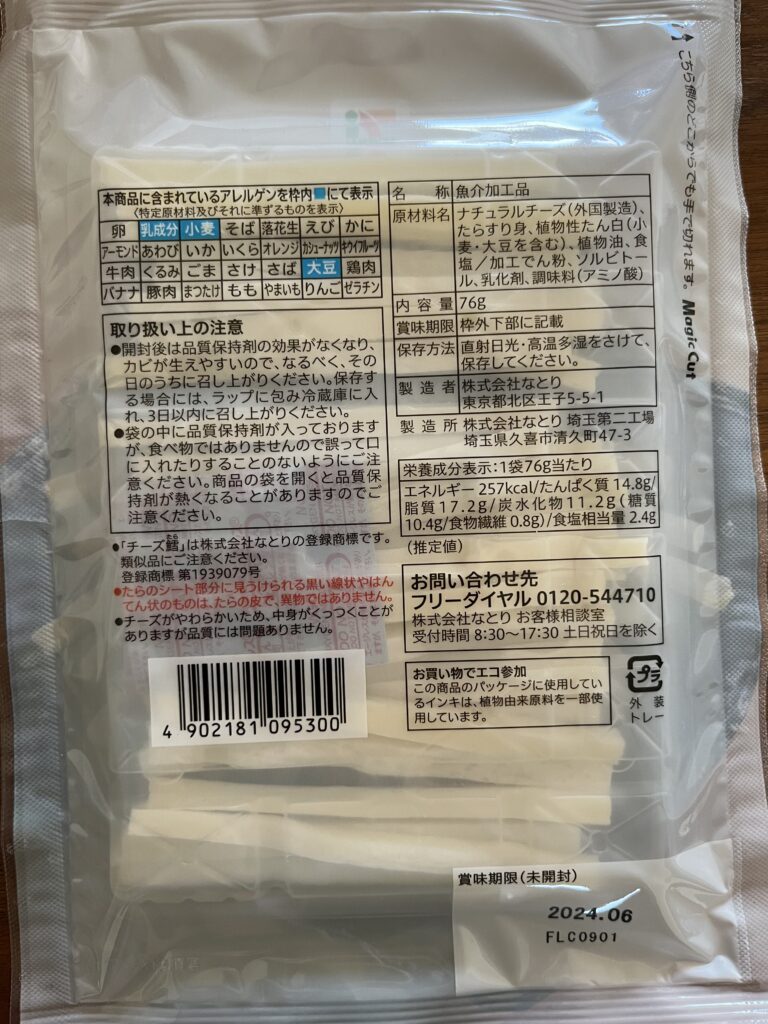 こちら側のどこからでも手で切れます。 Magic Cut
本商品に含まれているアレルゲンを枠内■にて表示
〈特定原材料及びそれに準ずるものを表示〉
卵 乳成分 小麦 そば 落花生 えび かに
アーモンド あわび いか いくら オレンジ カシューナッツ キウイフルーツ
牛肉 くるみ ごま さけ さば 大豆 鶏肉
バナナ 豚肉 まつたけ もも やまいも りんご ゼラチン
取り扱い上の注意
●開封後は品質保持剤の効果がなくなり、
カビが生えやすいので、なるべく、その
日のうちに召し上がりください。保存す
る場合には、ラップに包み冷蔵庫に入
れ、3日以内に召し上がりください。
●袋の中に品質保持剤が入っております
が、食べ物ではありませんので誤って口
に入れたりすることのないようにご注
意ください。商品の袋を開くと品質保
持剤が熱くなることがありますのでご
注意ください。
●「チーズ鱈」は株式会社なとりの登録商標です。
類似品にご注意ください。
登録商標 第1939079号
●たらのシート部分に見うけられる黒い線状やはん
てん状のものは、たらの皮で、異物ではありません。
●チーズがやわらかいため、中身がくっつくことが
ありますが品質には問題ありません。
4 902181 095300
名称 魚介加工品
原材料名 ナチュラルチーズ(外国製造)、
たらすり身、植物性たん白(小
麦・大豆を含む)、植物油、食
塩/加工でん粉、ソルビトー
ル、乳化剤、調味料(アミノ酸)
内容量 76g
賞味期限 枠外下部に記載
保存方法 直射日光・高温多湿をさけて、
保存してください。
製造者 株式会社なとり
東京都北区王子5-5-1
製造所 株式会社なとり 埼玉第二工場
埼玉県久喜市清久町47-3
栄養成分表示:1袋76g当たり
エネルギー 257kcal/たんぱく質 14.8g/
脂質 17.2g/炭水化物 11.2g(糖質
10.4g/食物繊維 0.8g)/食塩相当量 2.4g
(推定値)
お問い合わせ先
フリーダイヤル 0120-544710
株式会社なとり お客様相談室
受付時間 8:30〜17:30 土日祝日を除く
お買い物でエコ参加
この商品のパッケージに使用してい
るインキは、植物由来原料を一部使
用しています。
プラ
外装
トレー
賞味期限(未開封)
2024.06
FLC0901